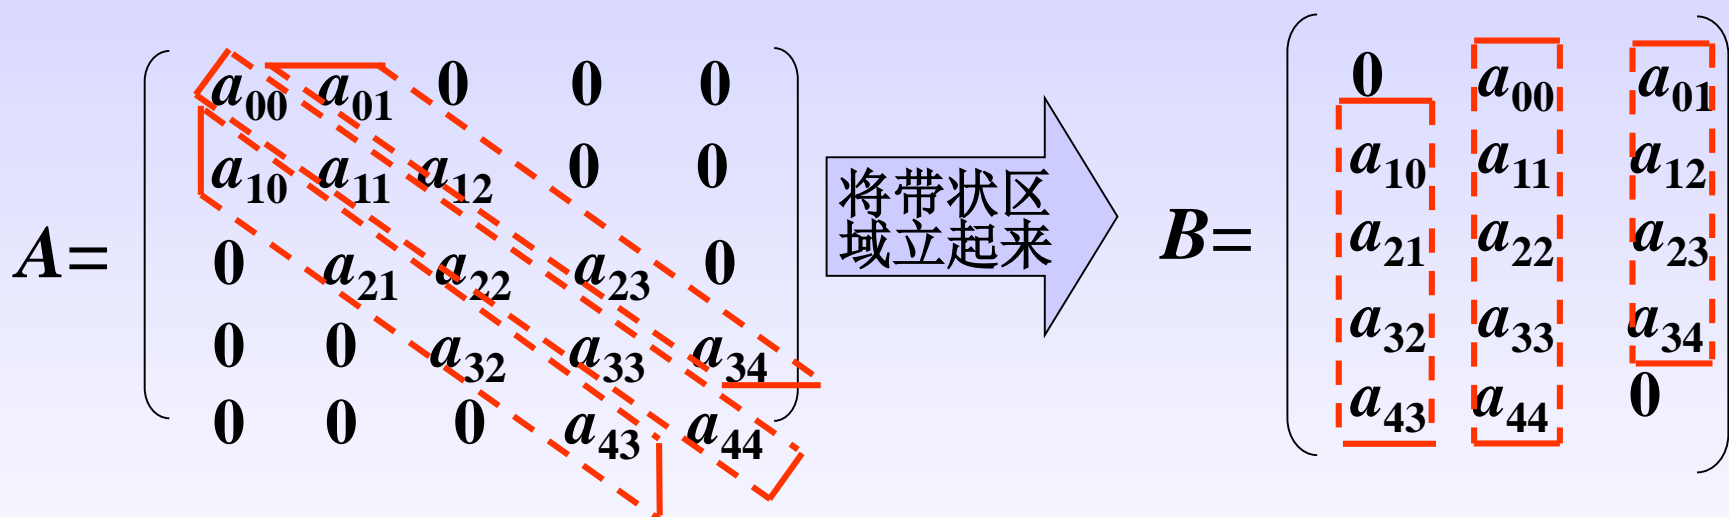 A=
a00 a01 0 0 0
a10 a11 a12 0 0
0 a21 a22 a23 0
0 0 a32 a33 a34
0 0 0 a43 a44
将带状区
域立起来
B=
0 a00 a01
a10 a11 a12
a21 a22 a23
a32 a33 a34
a43 a44 0